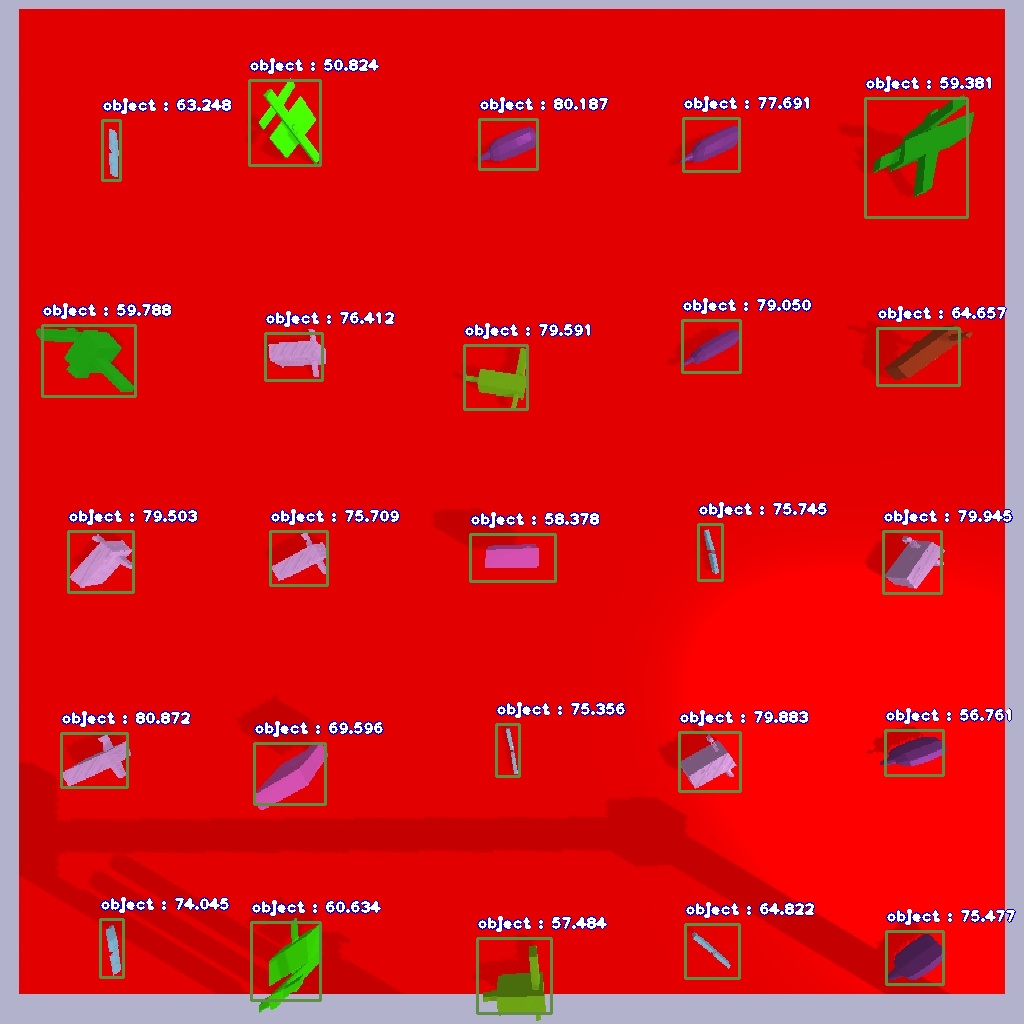 object : 63.248
object : 50.824
object : 80.187
object : 77.691
object : 59.381
object : 59.788
object : 76.412
object : 79.591
object : 79.050
object : 64.657
object : 79.503
object : 75.709
object : 58.378
object : 75.745
object : 79.945
object : 80.872
object : 69.596
object : 75.356
object : 79.883
object : 56.761
object : 74.045
object : 60.634
object : 57.484
object : 64.822
object : 75.477